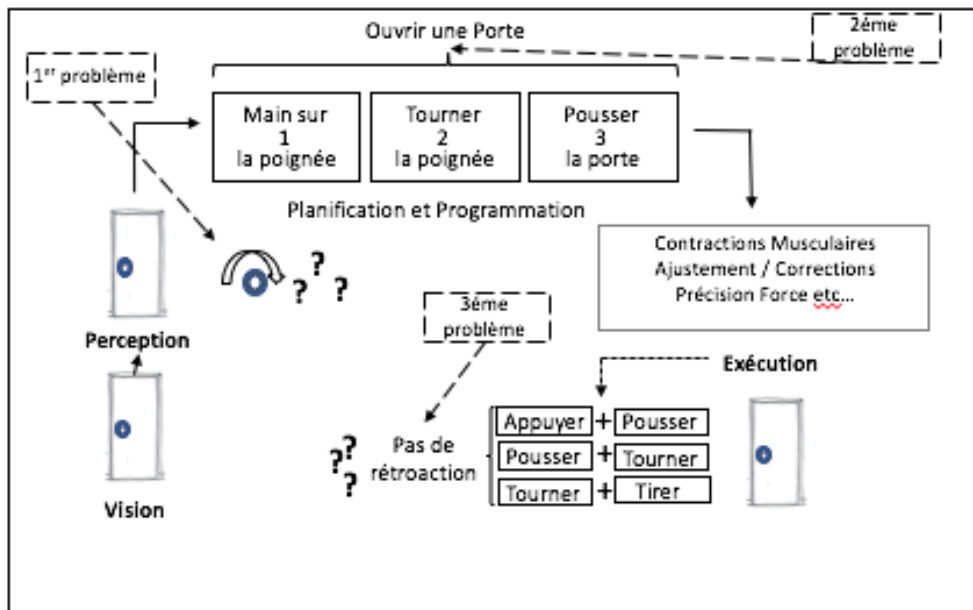 Ouvrir une Porte
2éme
problème
1er problème
Main sur
1
la poignée
Tourner
2
la poignée
Pousser
3
la porte
Planification et Programmation
Contractions Musculaires
Ajustement / Corrections
Précision Force etc...
? ? ?
3éme
problème
Perception
Exécution
Appuyer + Pousser
Pousser + Tourner
Tourner + Tirer
? ? ?
Pas de
rétroaction
Vision